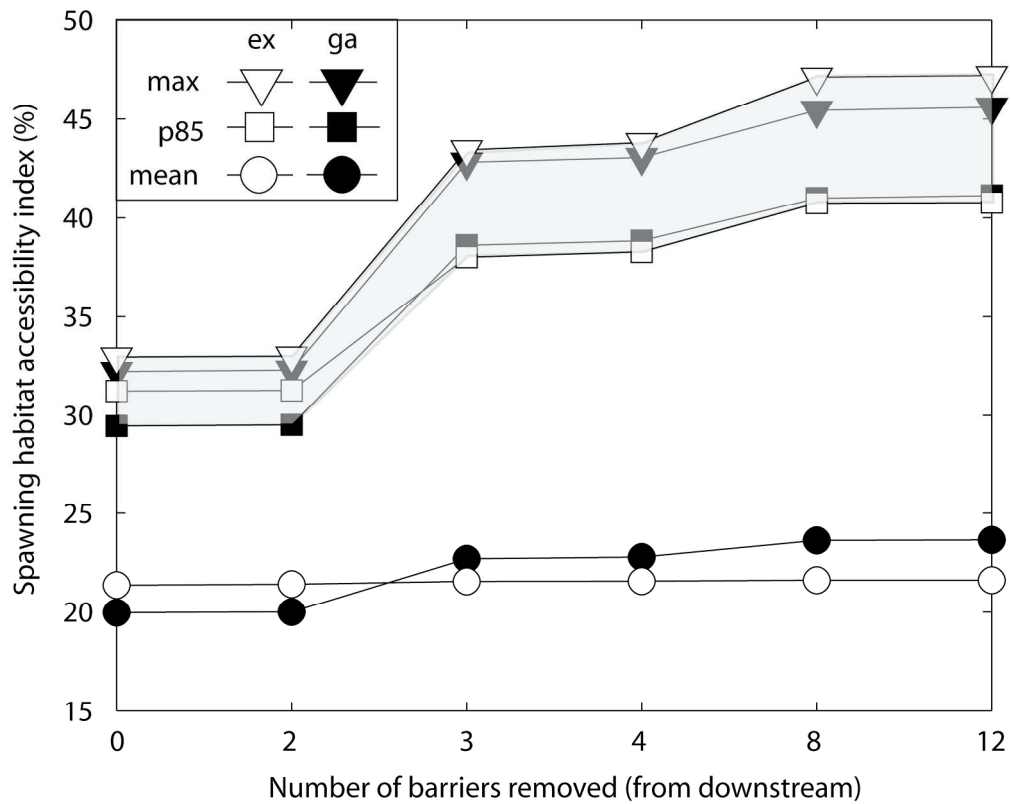 ex ga
max
p85
mean
50
45
40
35
30
25
20
15
Spawning habitat accessibility index (%)
0 2 3 4 8 12
Number of barriers removed (from downstream)